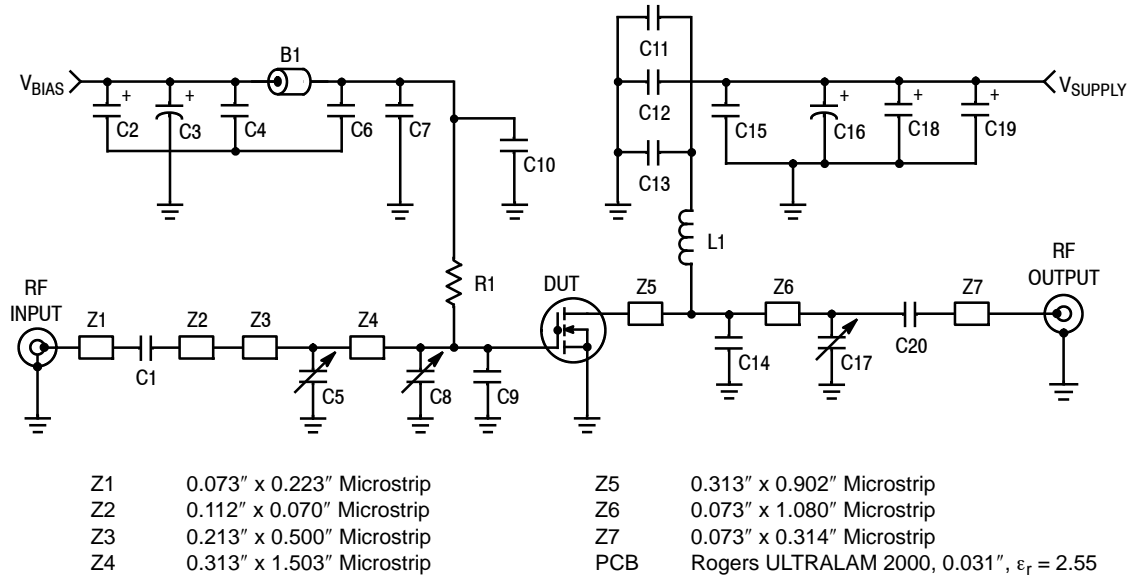 C11
B1
V_BIAS
+
+
C12
V_SUPPLY
+
+
+
C2
C3
C4
C6
C7
C15
C16
C18
C19
C10
C13
L1
RF
INPUT
R1
DUT
Z5
Z6
Z7
RF
OUTPUT
Z1
Z2
Z3
Z4
C1
C5
C8
C9
C14
C17
C20
Z1 0.073″ x 0.223″ Microstrip
Z2 0.112″ x 0.070″ Microstrip
Z3 0.213″ x 0.500″ Microstrip
Z4 0.313″ x 1.503″ Microstrip
Z5 0.313″ x 0.902″ Microstrip
Z6 0.073″ x 1.080″ Microstrip
Z7 0.073″ x 0.314″ Microstrip
PCB Rogers ULTRALAM 2000, 0.031″, εr = 2.55